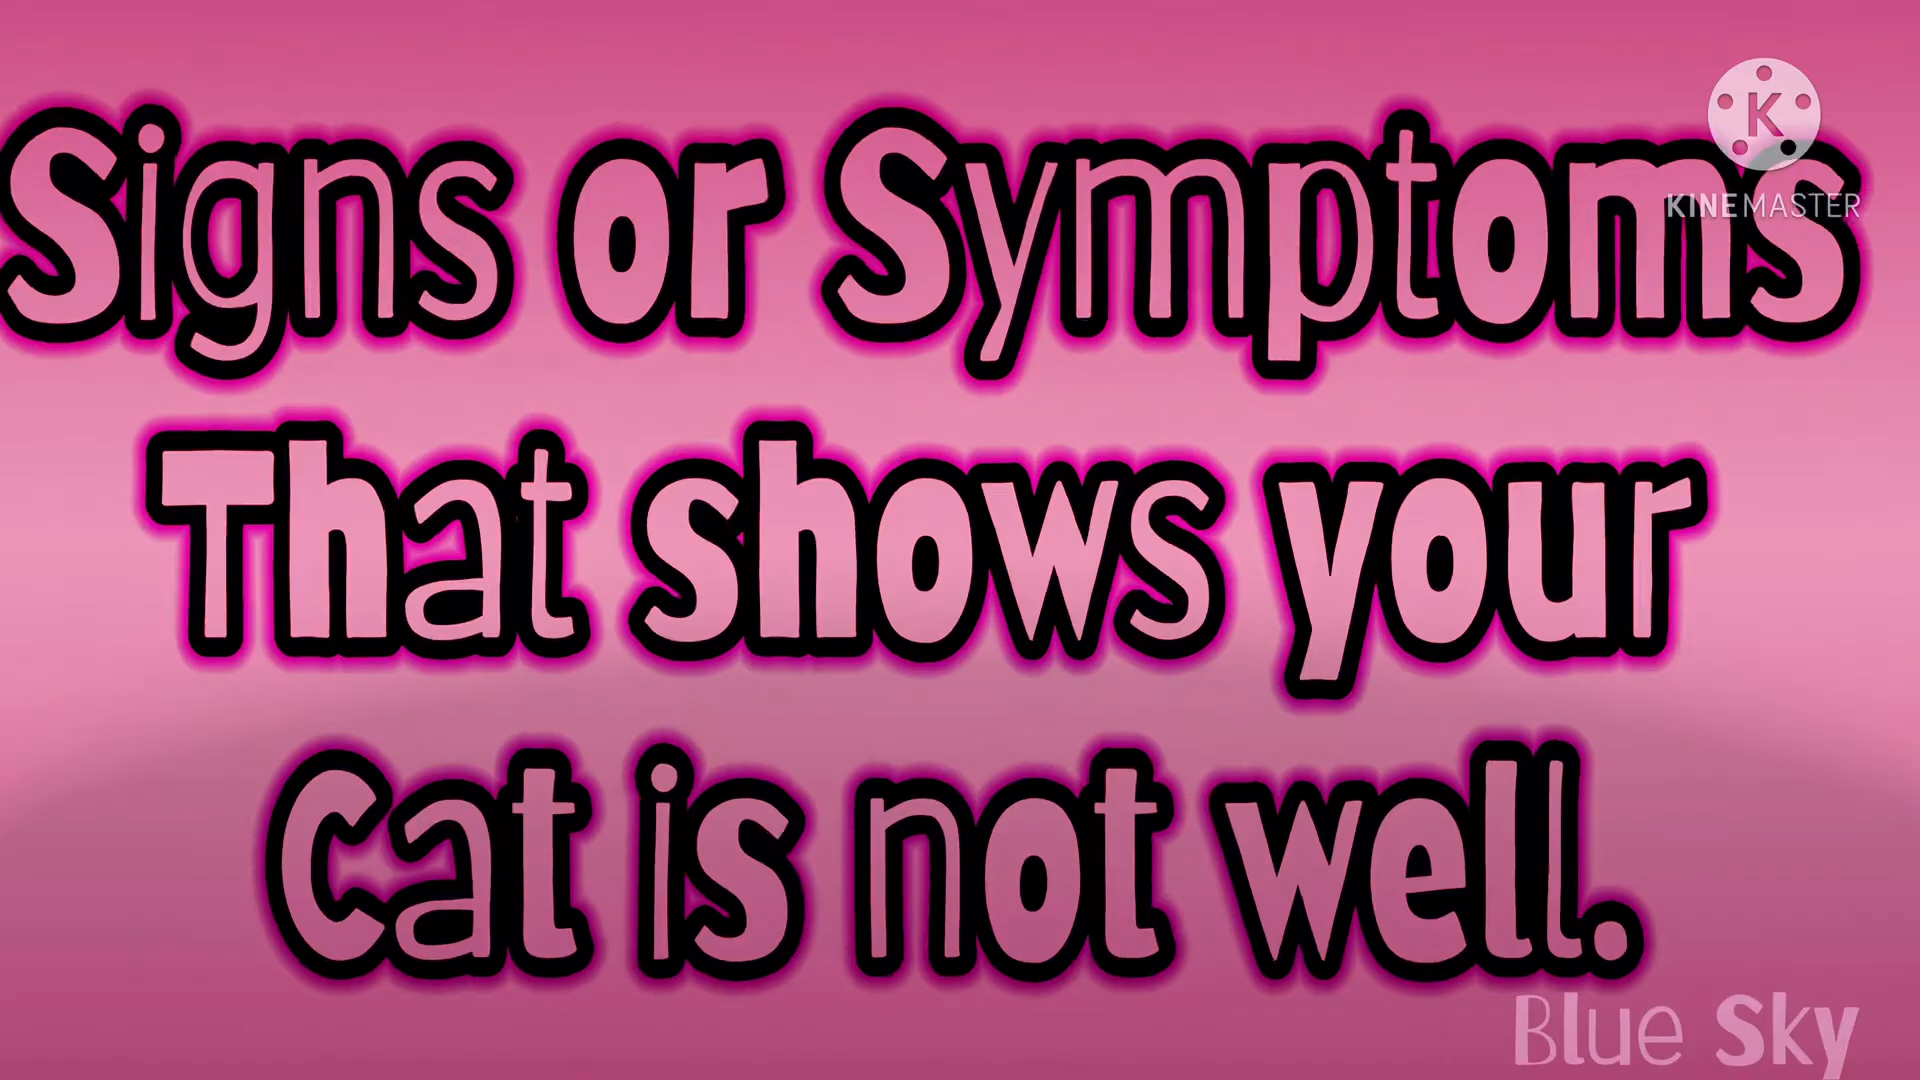 Signs or Symptoms
K
KINEMASTER
That shows your
Cat is not well.
Blue Sky